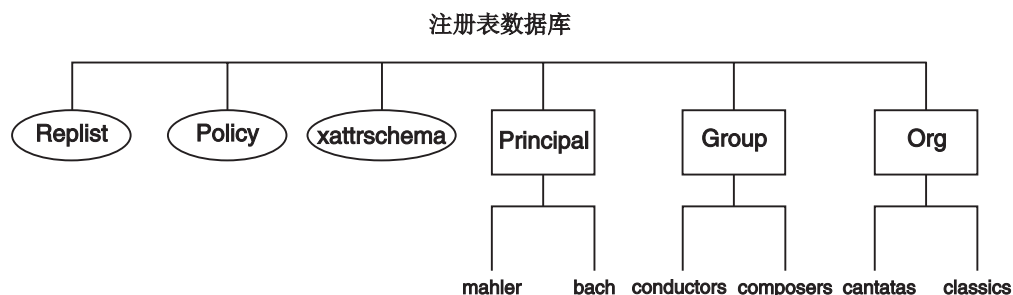 注册表数据库
Replist
Policy
xattrschema
Principal
Group
Org
mahler
bach
conductors
composers
cantatas
classics